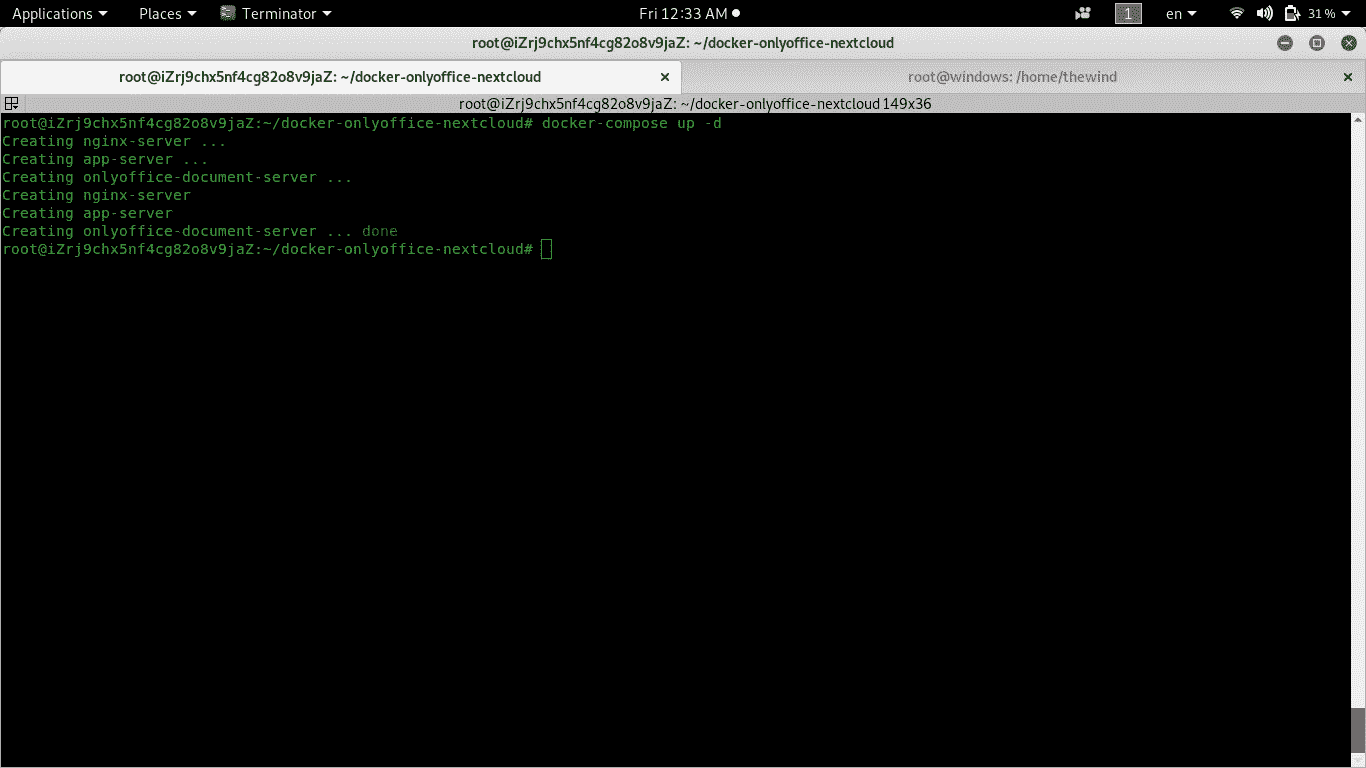 Applications Places Terminator Fri 12:33 AM 1 en 31 %
root@iZrj9chx5nf4cg82o8v9jaZ: ~/docker-onlyoffice-nextcloud
root@iZrj9chx5nf4cg82o8v9jaZ: ~/docker-onlyoffice-nextcloud × root@windows: /home/thewind ×
root@iZrj9chx5nf4cg82o8v9jaZ: ~/docker-onlyoffice-nextcloud 149x36
root@iZrj9chx5nf4cg82o8v9jaZ:~/docker-onlyoffice-nextcloud# docker-compose up -d
Creating nginx-server ...
Creating app-server ...
Creating onlyoffice-document-server ...
Creating nginx-server
Creating app-server
Creating onlyoffice-document-server ... done
root@iZrj9chx5nf4cg82o8v9jaZ:~/docker-onlyoffice-nextcloud#